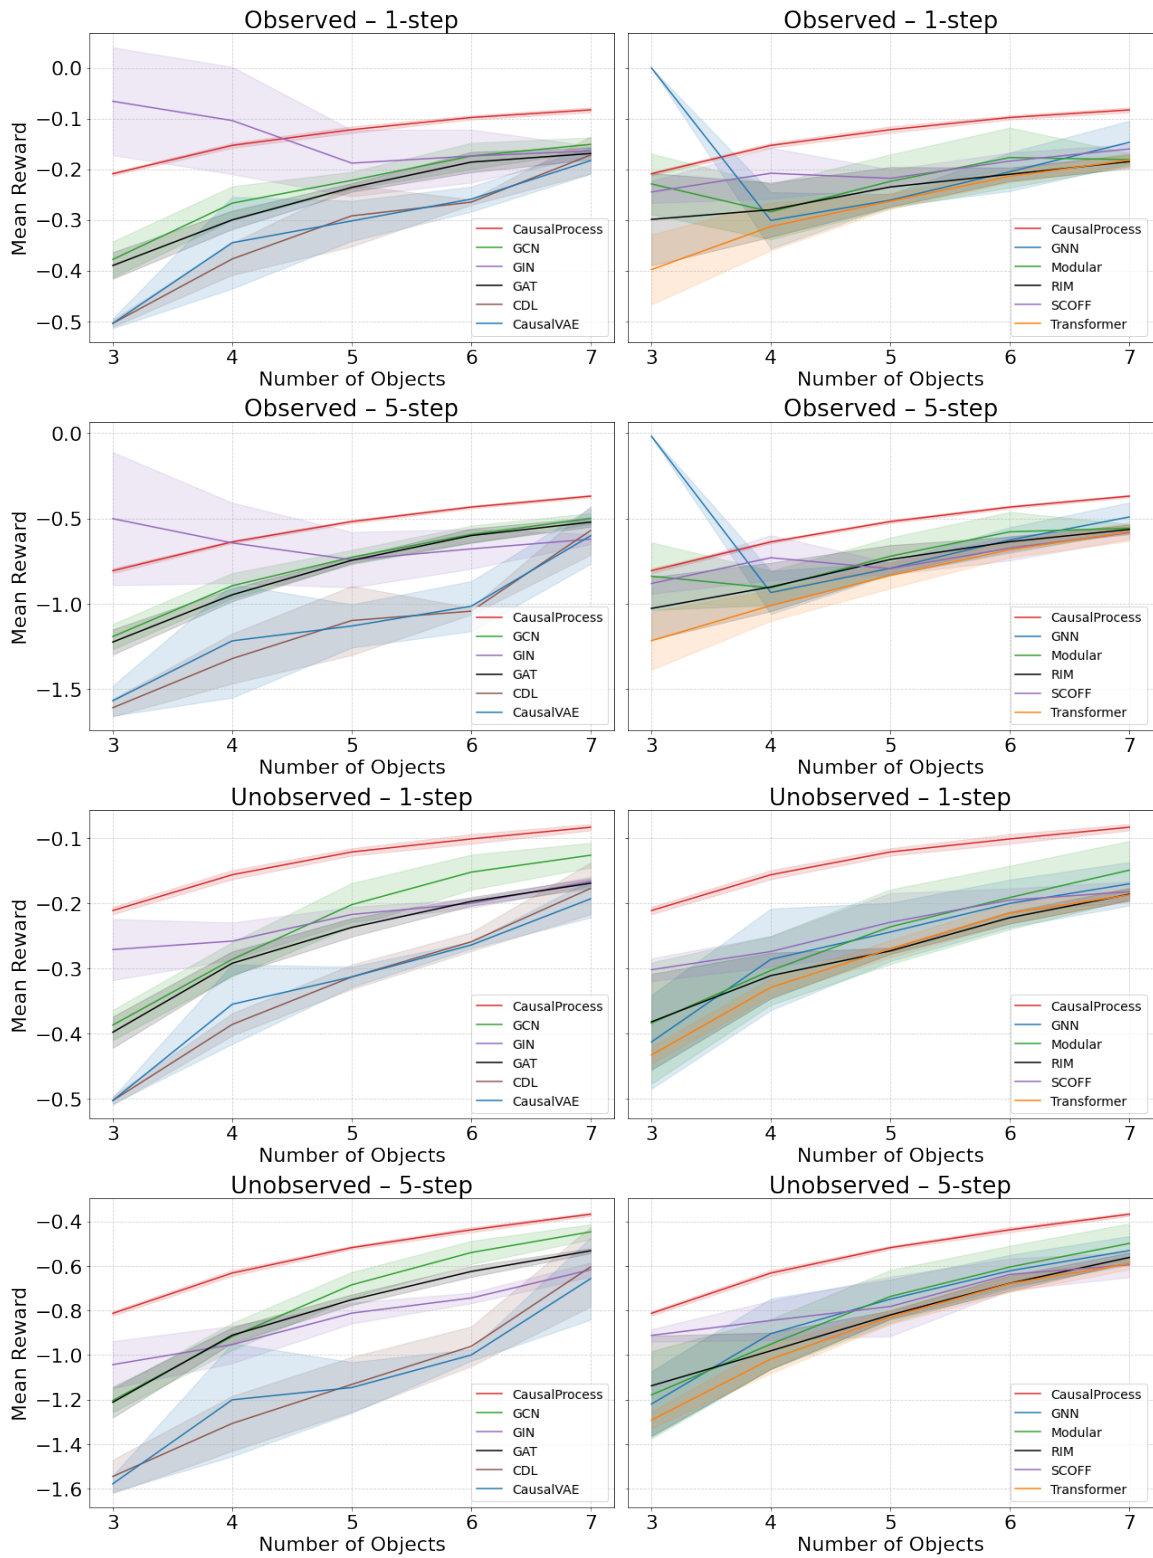 Observed – 1-step
Mean Reward
0.0
−0.1
−0.2
−0.3
−0.4
−0.5
CausalProcess
GCN
GIN
GAT
CDL
CausalVAE
3 4 5 6 7
Number of Objects
Observed – 1-step
CausalProcess
GNN
Modular
RIM
SCOFF
Transformer
3 4 5 6 7
Number of Objects
Observed – 5-step
Mean Reward
0.0
−0.5
−1.0
−1.5
CausalProcess
GCN
GIN
GAT
CDL
CausalVAE
3 4 5 6 7
Number of Objects
Observed – 5-step
CausalProcess
GNN
Modular
RIM
SCOFF
Transformer
3 4 5 6 7
Number of Objects
Unobserved – 1-step
Mean Reward
−0.1
−0.2
−0.3
−0.4
−0.5
CausalProcess
GCN
GIN
GAT
CDL
CausalVAE
3 4 5 6 7
Number of Objects
Unobserved – 1-step
CausalProcess
GNN
Modular
RIM
SCOFF
Transformer
3 4 5 6 7
Number of Objects
Unobserved – 5-step
Mean Reward
−0.4
−0.6
−0.8
−1.0
−1.2
−1.4
−1.6
CausalProcess
GCN
GIN
GAT
CDL
CausalVAE
3 4 5 6 7
Number of Objects
Unobserved – 5-step
CausalProcess
GNN
Modular
RIM
SCOFF
Transformer
3 4 5 6 7
Number of Objects